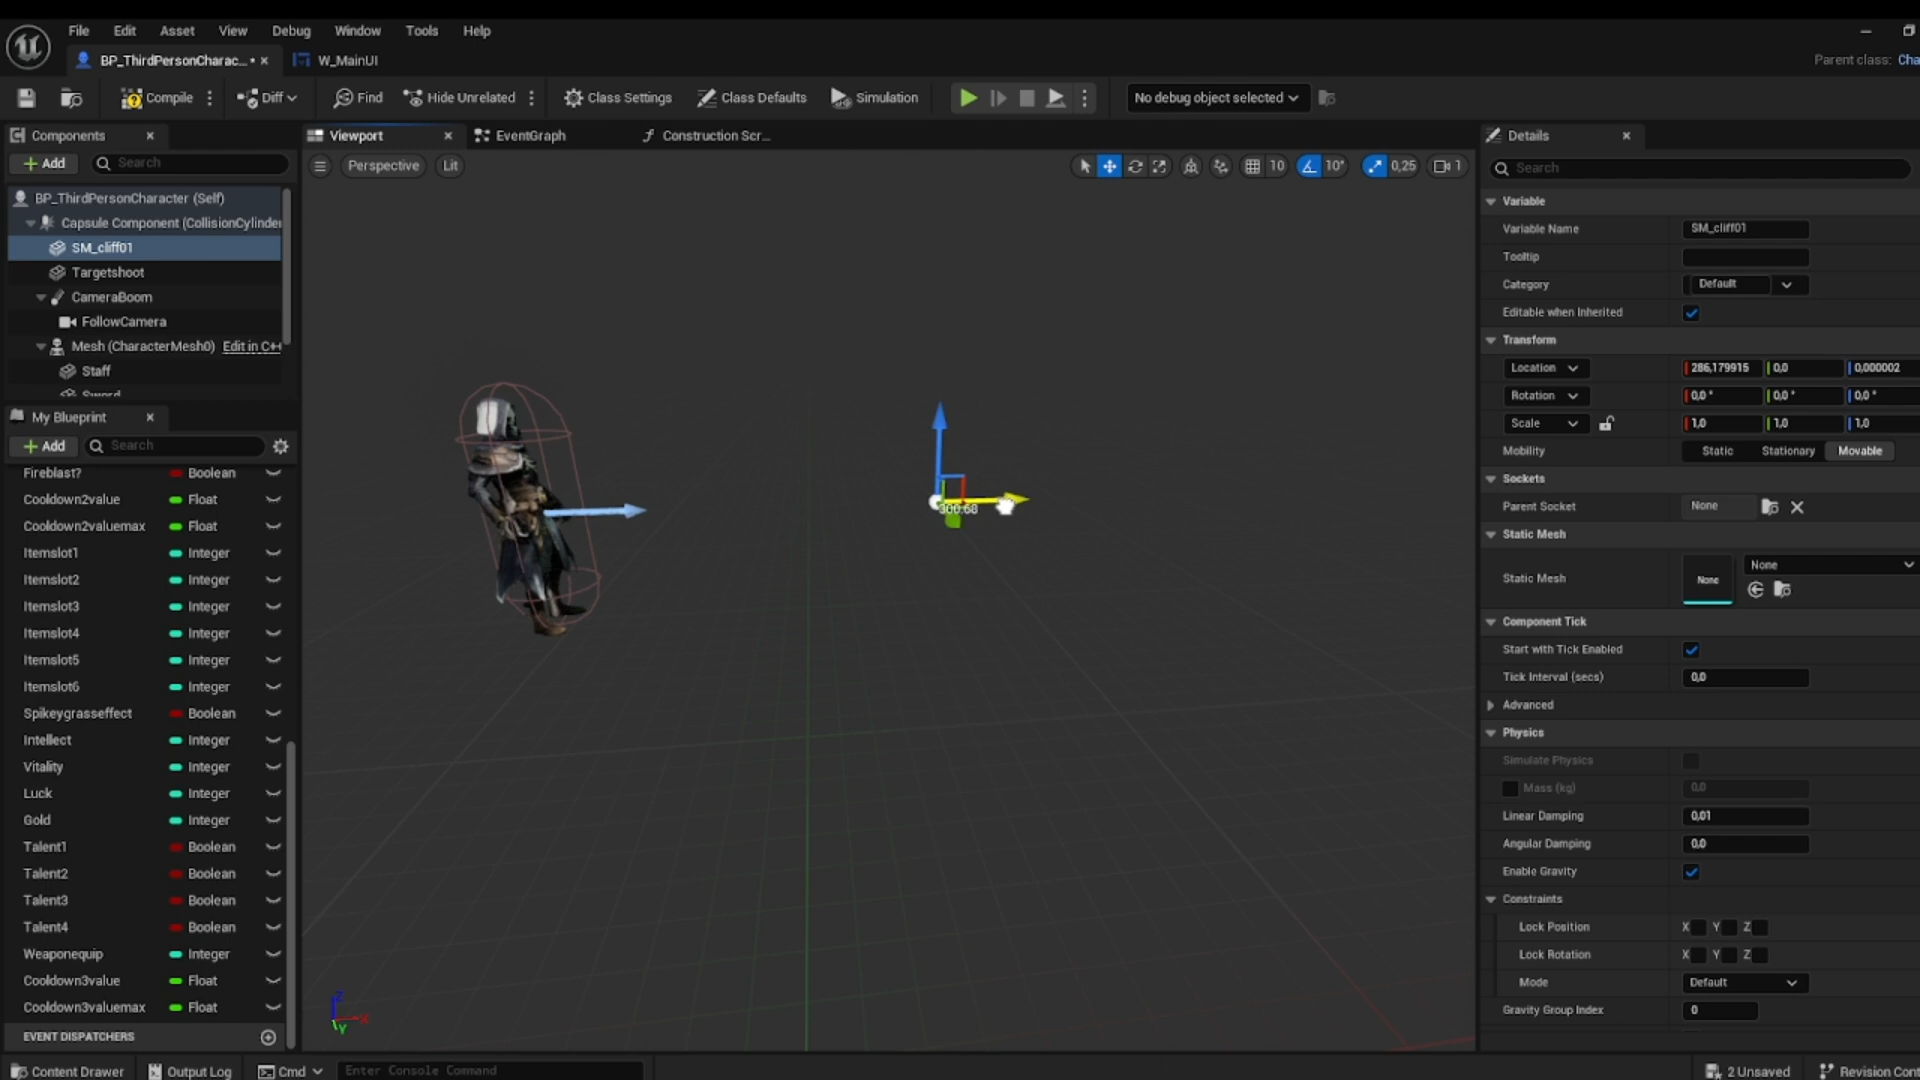 File Edit Asset View Debug Window Tools Help
BP_ThirdPersonCharac... • W_MainUI Parent class: Cha
Compile Diff Find Hide Unrelated Class Settings Class Defaults Simulation No debug object selected
Components Viewport EventGraph Construction Scr... Details
Add Search Perspective Lit 10 10° 0,25 1 Search
BP_ThirdPersonCharacter (Self)
Capsule Component (CollisionCylinder
SM_cliff01
Targetshoot
CameraBoom
FollowCamera
Mesh (CharacterMesh0) Edit in C++
Staff
Sword
My Blueprint
Add Search
Fireblast? Boolean
Cooldown2value Float
Cooldown2valuemax Float
Itemslot1 Integer
Itemslot2 Integer
Itemslot3 Integer
Itemslot4 Integer
Itemslot5 Integer
Itemslot6 Integer
Spikeygrasseffect Boolean
Intellect Integer
Vitality Integer
Luck Integer
Gold Integer
Talent1 Boolean
Talent2 Boolean
Talent3 Boolean
Talent4 Boolean
Weaponequip Integer
Cooldown3value Float
Cooldown3valuemax Float
EVENT DISPATCHERS
300.68
Z
X
Y
Variable
Variable Name SM_cliff01
Tooltip
Category Default
Editable when Inherited
Transform
Location 286,179915 0,0 0,000002
Rotation 0,0 ° 0,0 ° 0,0 °
Scale 1,0 1,0 1,0
Mobility Static Stationary Movable
Sockets
Parent Socket None
Static Mesh
Static Mesh None None
Component Tick
Start with Tick Enabled
Tick Interval (secs) 0,0
Advanced
Physics
Simulate Physics
Mass (kg) 0,0
Linear Damping 0,01
Angular Damping 0,0
Enable Gravity
Constraints
Lock Position X Y Z
Lock Rotation X Y Z
Mode Default
Gravity Group Index 0
Content Drawer Output Log Cmd Enter Console Command 2 Unsaved Revision Cont